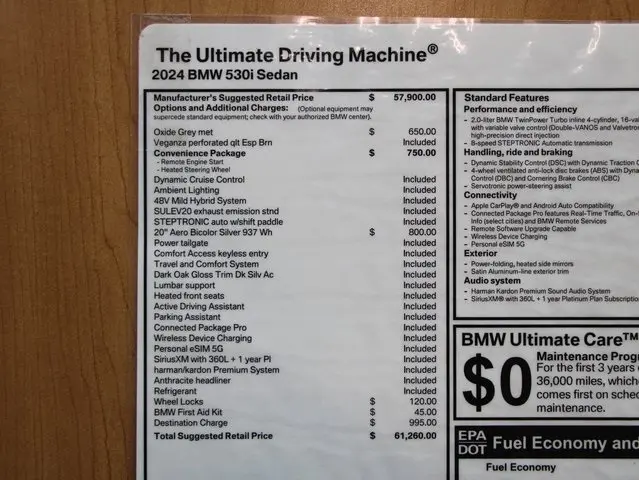 The Ultimate Driving Machine®
2024 BMW 530i Sedan
Manufacturer's Suggested Retail Price $ 57,900.00
Options and Additional Charges: (Optional equipment may
supercede standard equipment; check with your authorized BMW center).
Oxide Grey met $ 650.00
Veganza perforated qlt Esp Brn Included
Convenience Package $ 750.00
- Remote Engine Start
- Heated Steering Wheel
Dynamic Cruise Control Included
Ambient Lighting Included
48V Mild Hybrid System Included
SULEV20 exhaust emission stnd Included
STEPTRONIC auto w/shift paddle Included
20" Aero Bicolor Silver 937 Wh $ 800.00
Power tailgate Included
Comfort Access keyless entry Included
Travel and Comfort System Included
Dark Oak Gloss Trim Dk Silv Ac Included
Lumbar support Included
Heated front seats Included
Active Driving Assistant Included
Parking Assistant Included
Connected Package Pro Included
Wireless Device Charging Included
Personal eSIM 5G Included
SiriusXM with 360L + 1 year Pl Included
harman/kardon Premium System Included
Anthracite headliner Included
Refrigerant Included
Wheel Locks $ 120.00
BMW First Aid Kit $ 45.00
Destination Charge $ 995.00
Total Suggested Retail Price $ 61,260.00
Standard Features
Performance and efficiency
- 2.0-liter BMW TwinPower Turbo inline 4-cylinder, 16-va
with variable valve control (Double-VANOS and Valvetron
high-precision direct injection
- 8-speed STEPTRONIC Automatic transmission
Handling, ride and braking
- Dynamic Stability Control (DSC) with Dynamic Traction C
- 4-wheel ventilated anti-lock disc brakes (ABS) with Dyna
Control (DBC) and Cornering Brake Control (CBC)
- Servotronic power-steering assist
Connectivity
- Apple CarPlay® and Android Auto Compatibility
- Connected Package Pro features Real-Time Traffic, On-
Info (select cities) and BMW Remote Services
- Remote Software Upgrade Capable
- Wireless Device Charging
- Personal eSIM 5G
Exterior
- Power-folding, heated side mirrors
- Satin Aluminum-line exterior trim
Audio system
- Harman Kardon Premium Sound Audio System
- SiriusXM® with 360L + 1 year Platinum Plan Subscriptio
BMW Ultimate Care™
$0
Maintenance Prog
For the first 3 years o
36,000 miles, which
comes first on sched
maintenance.
EPA
DOT Fuel Economy and
Fuel Economy